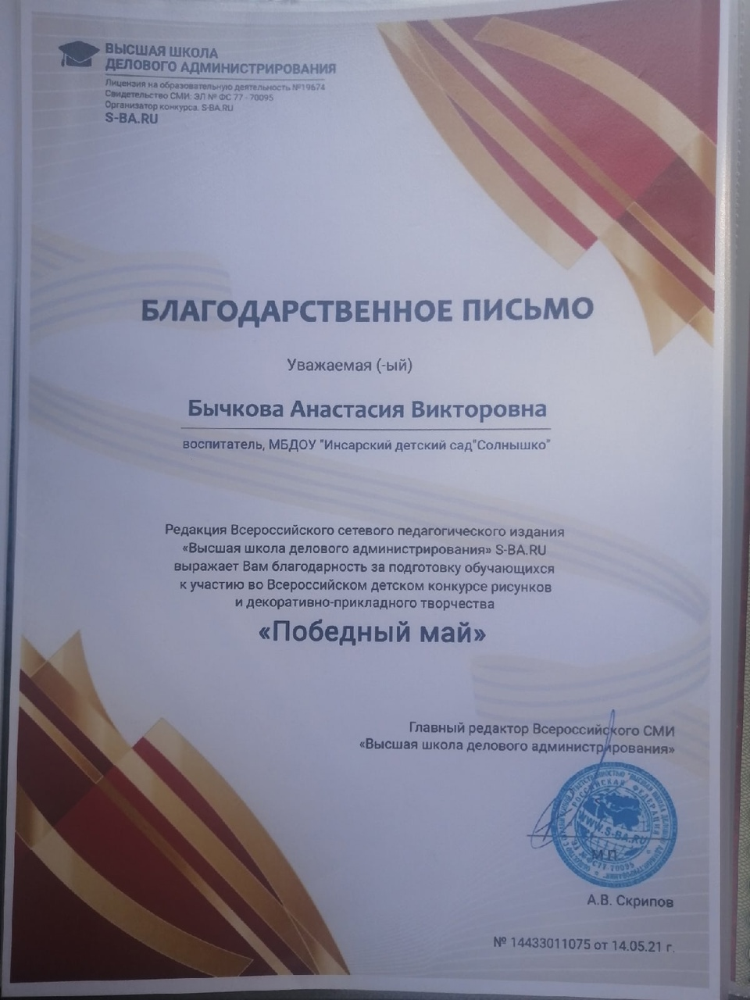 ВЫСШАЯ ШКОЛА
ДЕЛОВОГО АДМИНИСТРИРОВАНИЯ
Лицензия на образовательную деятельность №19674
Свидетельство СМИ: ЭЛ № ФС 77 - 70095
Организатор конкурса. S-BA.RU
S-BA.RU
БЛАГОДАРСТВЕННОЕ ПИСЬМО
Уважаемая (-ый)
Бычкова Анастасия Викторовна
воспитатель, МБДОУ "Инсарский детский сад"Солнышко"
Редакция Всероссийского сетевого педагогического издания
«Высшая школа делового администрирования» S-BA.RU
выражает Вам благодарность за подготовку обучающихся
к участию во Всероссийском детском конкурсе рисунков
и декоративно-прикладного творчества
«Победный май»
Главный редактор Всероссийского СМИ
«Высшая школа делового администрирования»
РОССИЙСКАЯ ФЕДЕРАЦИЯ
WWW.S-BA.RU
М.П.
А.В. Скрипов
№ 14433011075 от 14.05.21 г.